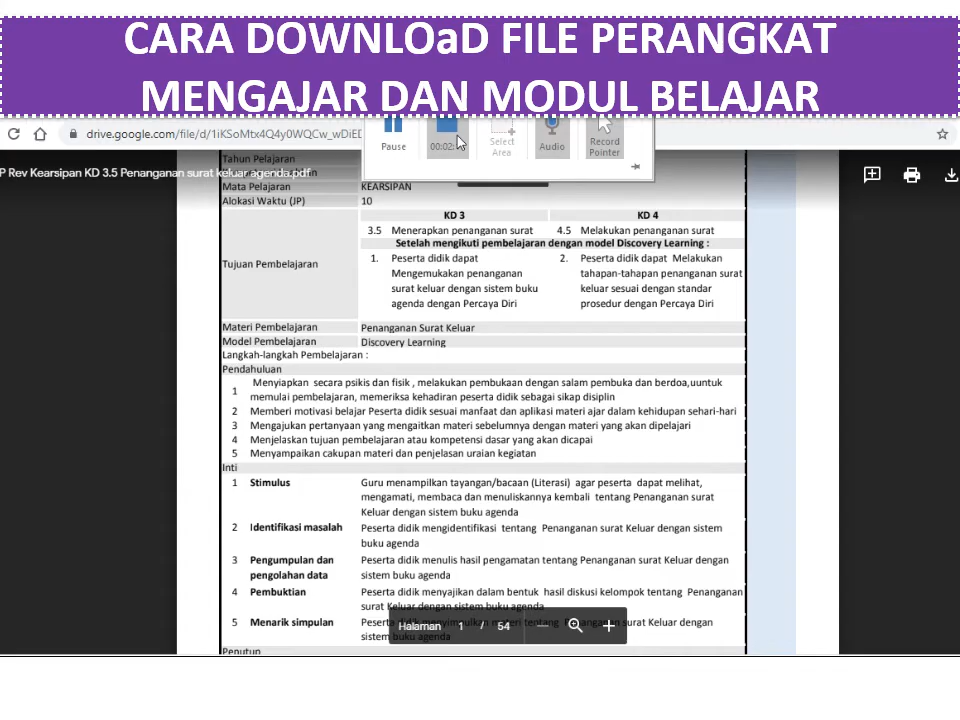 CARA DOWNLOaD FILE PERANGKAT
MENGAJAR DAN MODUL BELAJAR
drive.google.com/file/d/1iKSoMtx4Q4y0WQCw_wDiED
Pause
00:02:
Select
Area
Audio
Record
Pointer
Tahun Pelajaran
P Rev Kearsipan KD 3.5 Penanganan surat keluar agenda.pdf
Mata Pelajaran KEARSIPAN
Alokasi Waktu (JP) 10
KD 3 KD 4
3.5 Menerapkan penanganan surat 4.5 Melakukan penanganan surat
Setelah mengikuti pembelajaran dengan model Discovery Learning :
Tujuan Pembelajaran
1. Peserta didik dapat
Mengemukakan penanganan
surat keluar dengan sistem buku
agenda dengan Percaya Diri
2. Peserta didik dapat Melakukan
tahapan-tahapan penanganan surat
keluar sesuai dengan standar
prosedur dengan Percaya Diri
Materi Pembelajaran Penanganan Surat Keluar
Model Pembelajaran Discovery Learning
Langkah-langkah Pembelajaran :
Pendahuluan
1 Menyiapkan secara psikis dan fisik , melakukan pembukaan dengan salam pembuka dan berdoa,uuntuk
memulai pembelajaran, memeriksa kehadiran peserta didik sebagai sikap disiplin
2 Memberi motivasi belajar Peserta didik sesuai manfaat dan aplikasi materi ajar dalam kehidupan sehari-hari
3 Mengajukan pertanyaan yang mengaitkan materi sebelumnya dengan materi yang akan dipelajari
4 Menjelaskan tujuan pembelajaran atau kompetensi dasar yang akan dicapai
5 Menyampaikan cakupan materi dan penjelasan uraian kegiatan
Inti
1 Stimulus Guru menampilkan tayangan/bacaan (Literasi) agar peserta dapat melihat,
mengamati, membaca dan menuliskannya kembali tentang Penanganan surat
Keluar dengan sistem buku agenda
2 Identifikasi masalah Peserta didik mengidentifikasi tentang Penanganan surat Keluar dengan sistem
buku agenda
3 Pengumpulan dan Peserta didik menulis hasil pengamatan tentang Penanganan surat Keluar dengan
pengolahan data sistem buku agenda
4 Pembuktian Peserta didik menyajikan dalam bentuk hasil diskusi kelompok tentang Penanganan
surat Keluar dengan sistem buku agenda
5 Menarik simpulan Peserta didik menyimpulkan materi tentang Penanganan surat Keluar dengan
sistem buku agenda
Halaman 1 / 54
Penutup